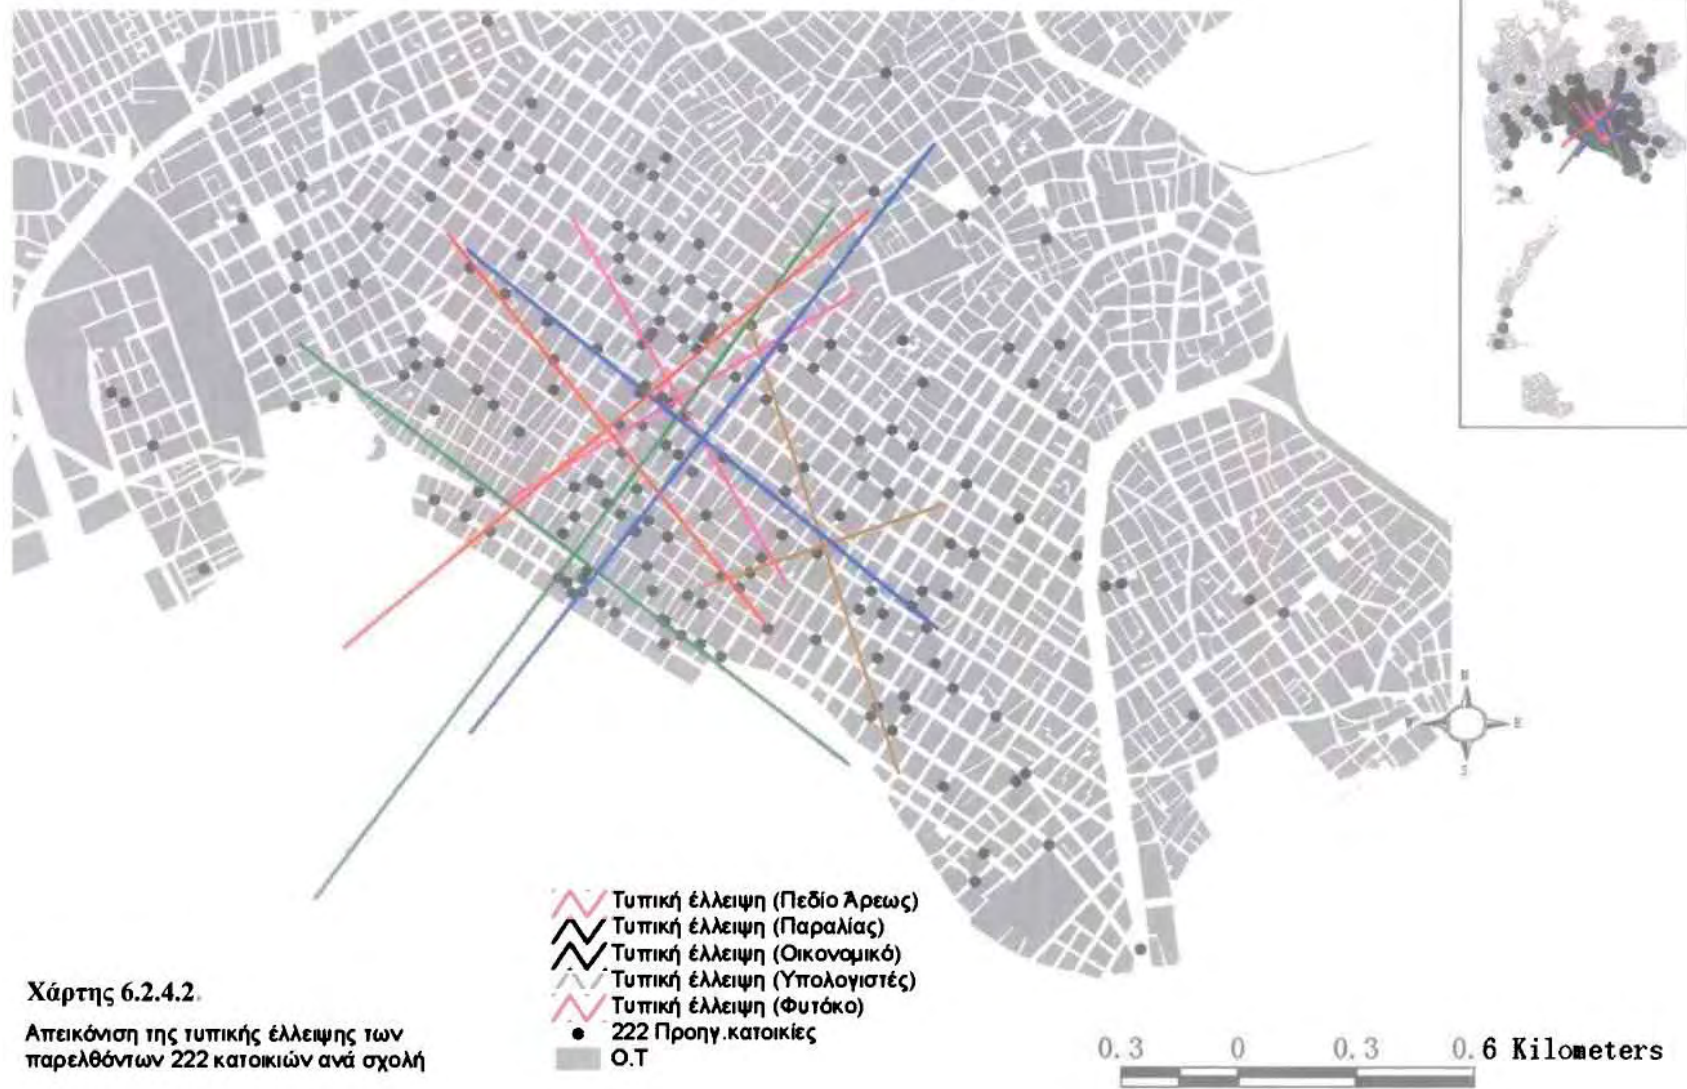 Τυπική έλλειψη (Πεδίο Άρεως)
Τυπική έλλειψη (Παραλίας)
Τυπική έλλειψη (Οικονομικό)
Τυπική έλλειψη (Υπολογιστές)
Τυπική έλλειψη (Φυτόκο)
222 Προηγ.κατοικίες
Ο.Τ
Χάρτης 6.2.4.2.
Απεικόνιση της τυπικής έλλειψης των
παρελθόντων 222 κατοικιών ανά σχολή
0.3 0 0.3 0.6 Kilometers
N
E
S